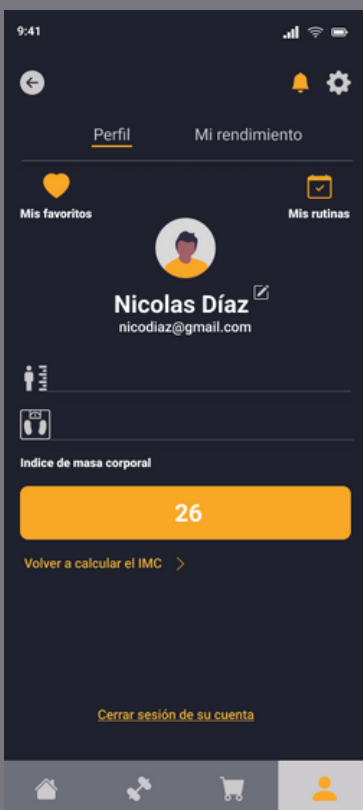 9:41
Perfil
Mi rendimiento
Mis favoritos
Mis rutinas
Nicolas Díaz
nicodiaz@gmail.com
Indice de masa corporal
26
Volver a calcular el IMC
Cerrar sesión de su cuenta